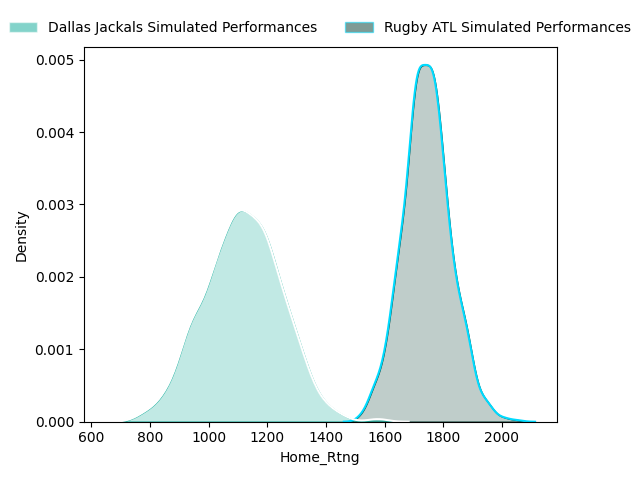 Dallas Jackals Simulated Performances Rugby ATL Simulated Performances
0.005
0.004
0.003
0.002
0.001
0.000
Density
600 800 1000 1200 1400 1600 1800 2000
Home_Rtng